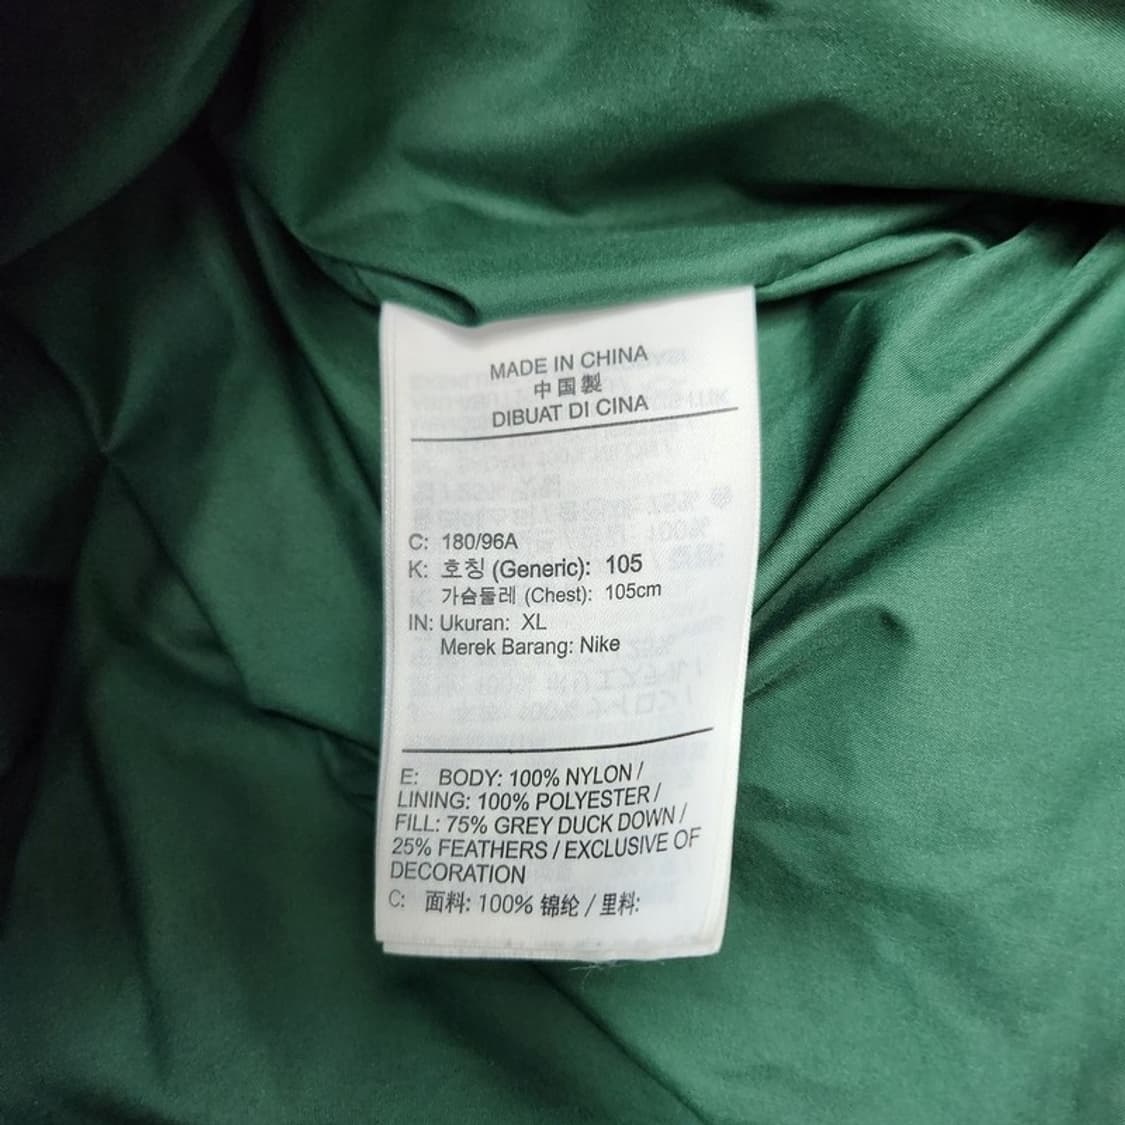 MADE IN CHINA
中国製
DIBUAT DI CINA
C: 180/96A
K: 호칭 (Generic): 105
가슴둘레 (Chest): 105cm
IN: Ukuran: XL
Merek Barang: Nike
E: BODY: 100% NYLON /
LINING: 100% POLYESTER /
FILL: 75% GREY DUCK DOWN /
25% FEATHERS / EXCLUSIVE OF
DECORATION
C: 面料: 100% 锦纶 / 里料: